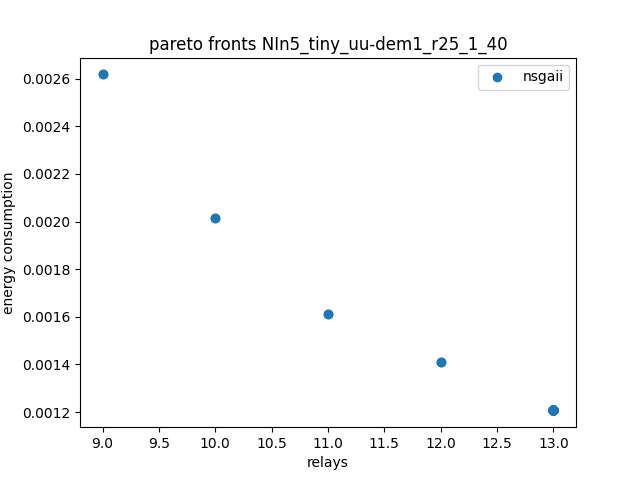 pareto fronts NIn5_tiny_uu-dem1_r25_1_40
nsgaii
energy consumption
0.0026
0.0024
0.0022
0.0020
0.0018
0.0016
0.0014
0.0012
9.0 9.5 10.0 10.5 11.0 11.5 12.0 12.5 13.0
relays